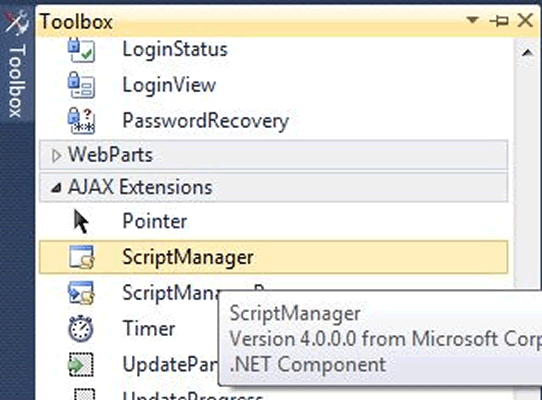 Toolbox
Toolbox
LoginStatus
LoginView
PasswordRecovery
WebParts
AJAX Extensions
Pointer
ScriptManager
ScriptManager
Version 4.0.0.0 from Microsoft Corp
.NET Component
Timer